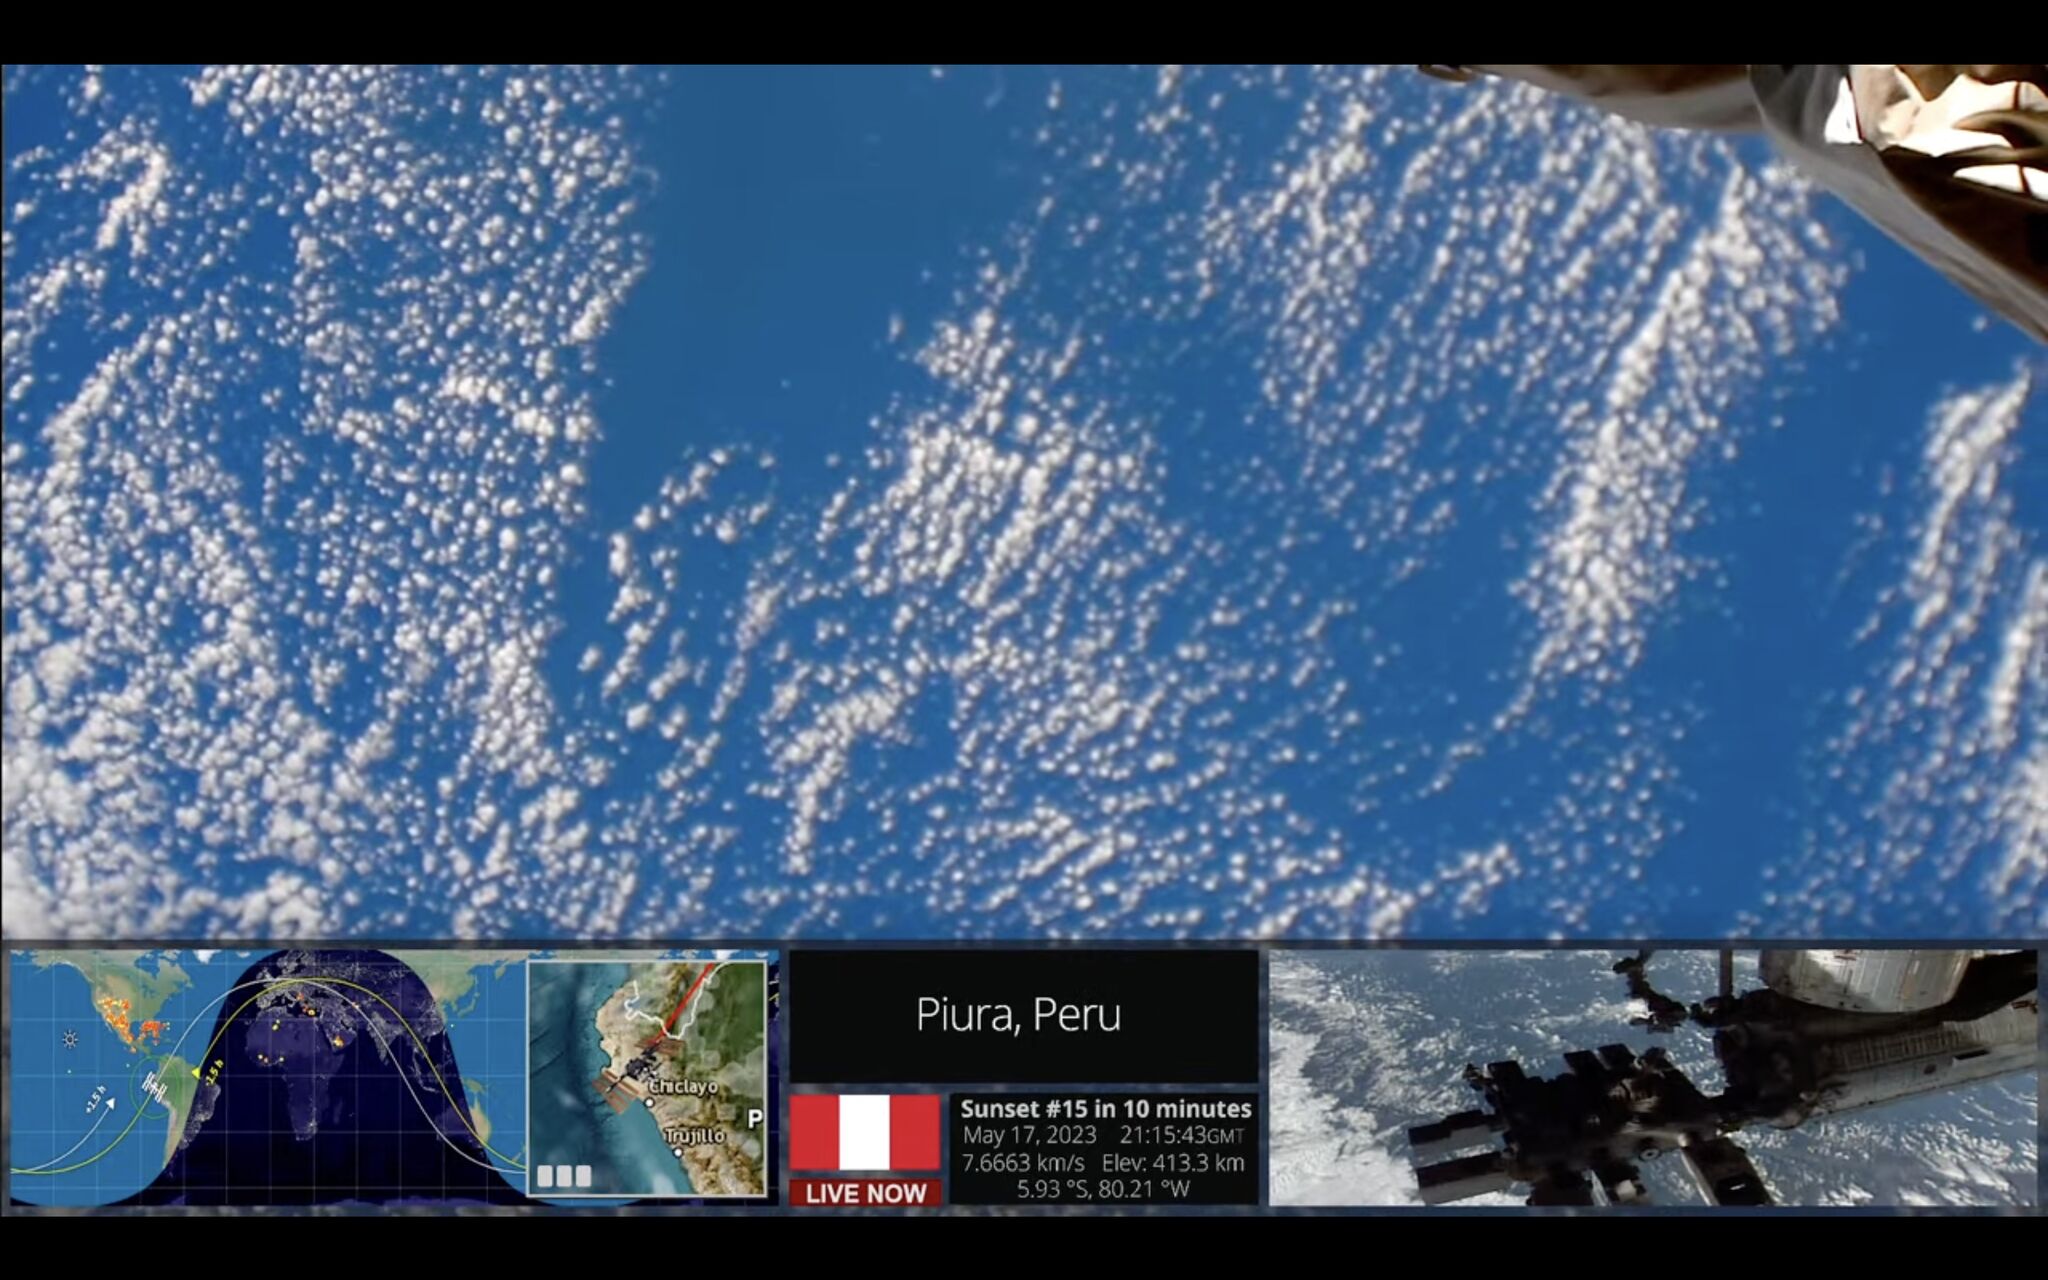 +1.5 h
-1.5 h
Chiclayo
Trujillo
P
Piura, Peru
LIVE NOW
Sunset #15 in 10 minutes
May 17, 2023 21:15:43GMT
7.6663 km/s Elev: 413.3 km
5.93 °S, 80.21 °W